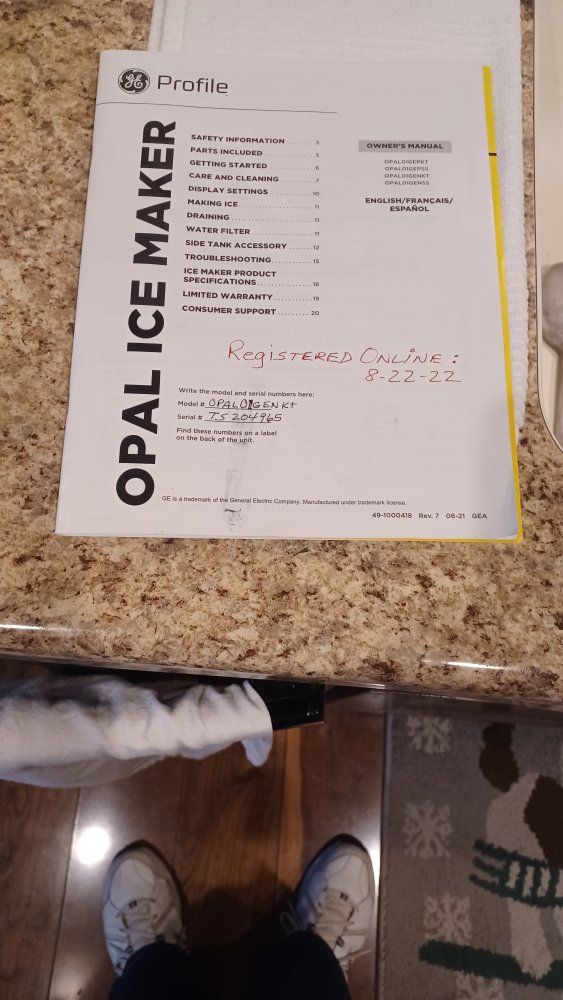 GE Profile
OPAL ICE MAKER
SAFETY INFORMATION ........ 3
PARTS INCLUDED ............ 5
GETTING STARTED ........... 6
CARE AND CLEANING ......... 7
DISPLAY SETTINGS .......... 10
MAKING ICE ................ 11
DRAINING .................. 11
WATER FILTER .............. 11
SIDE TANK ACCESSORY ....... 12
TROUBLESHOOTING ........... 15
ICE MAKER PRODUCT
SPECIFICATIONS ............ 16
LIMITED WARRANTY .......... 19
CONSUMER SUPPORT .......... 20
OWNER'S MANUAL
OPAL01GEPKT
OPAL01GEPSS
OPAL01GENKT
OPAL01GENSS
ENGLISH/FRANÇAIS/
ESPAÑOL
REGISTERED ONLINE:
8-22-22
Write the model and serial numbers here:
Model # OPAL01GENKt
Serial # TS 204965
Find these numbers on a label
on the back of the unit.
GE is a trademark of the General Electric Company. Manufactured under trademark license.
49-1000418 Rev. 7 06-21 GEA